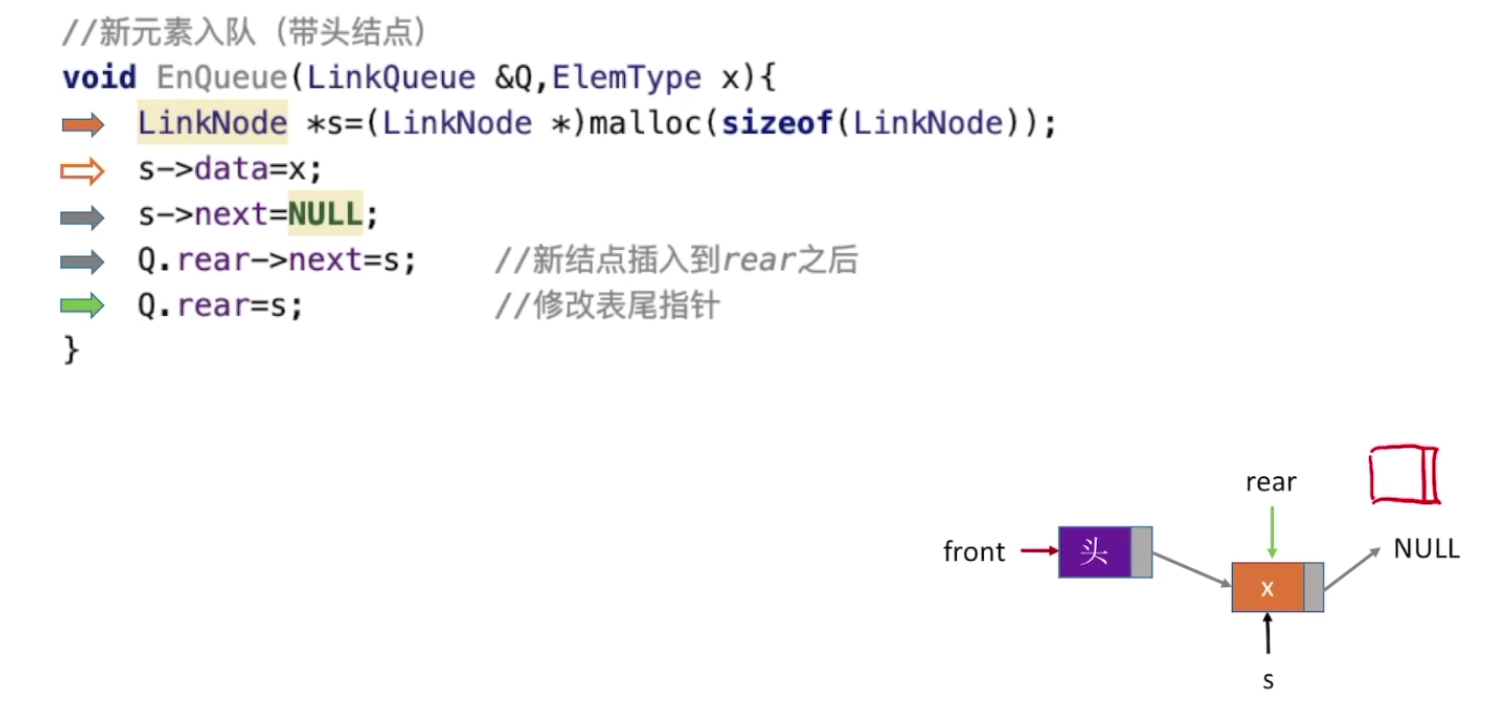 //新元素入队（带头结点）
void EnQueue(LinkQueue &Q,ElemType x){
LinkNode *s=(LinkNode *)malloc(sizeof(LinkNode));
s->data=x;
s->next=NULL;
Q.rear->next=s; //新结点插入到rear之后
Q.rear=s; //修改表尾指针
}
rear
front 头 NULL
x
s